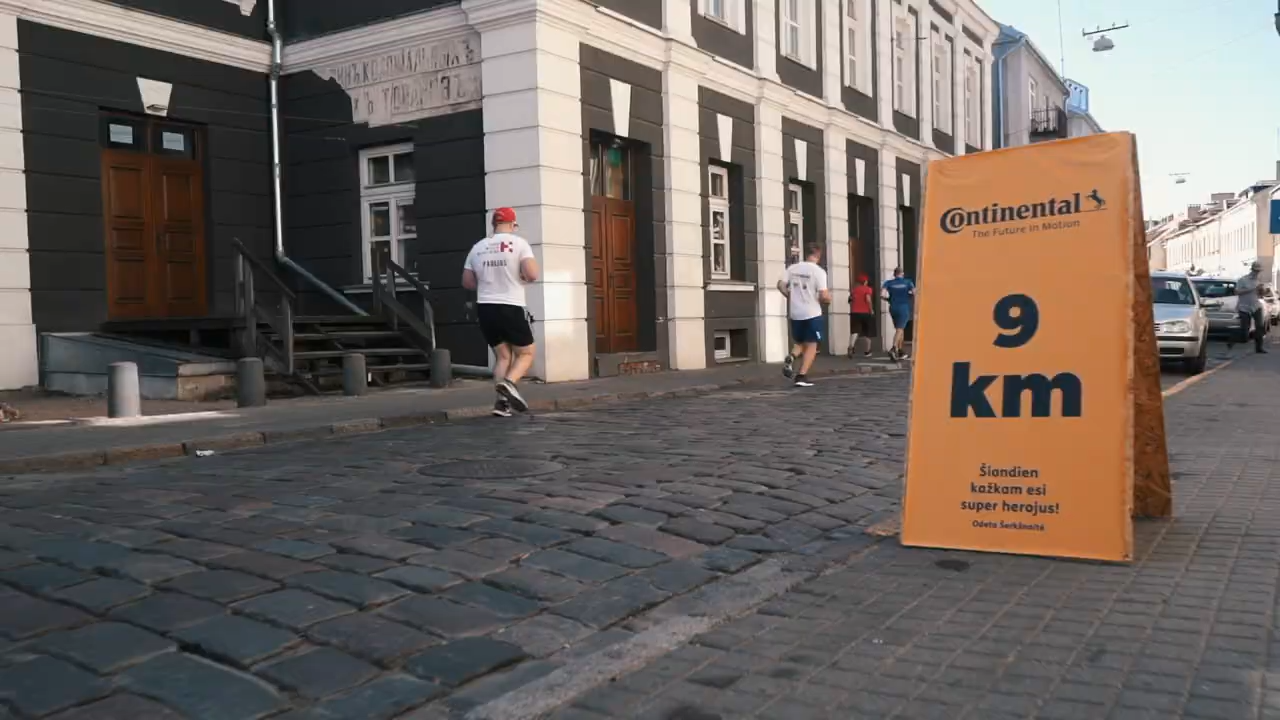 Continental
The Future in Motion
9
km
Šiandien
kažkam esi
super herojus!
Odeta Šerkšnaitė